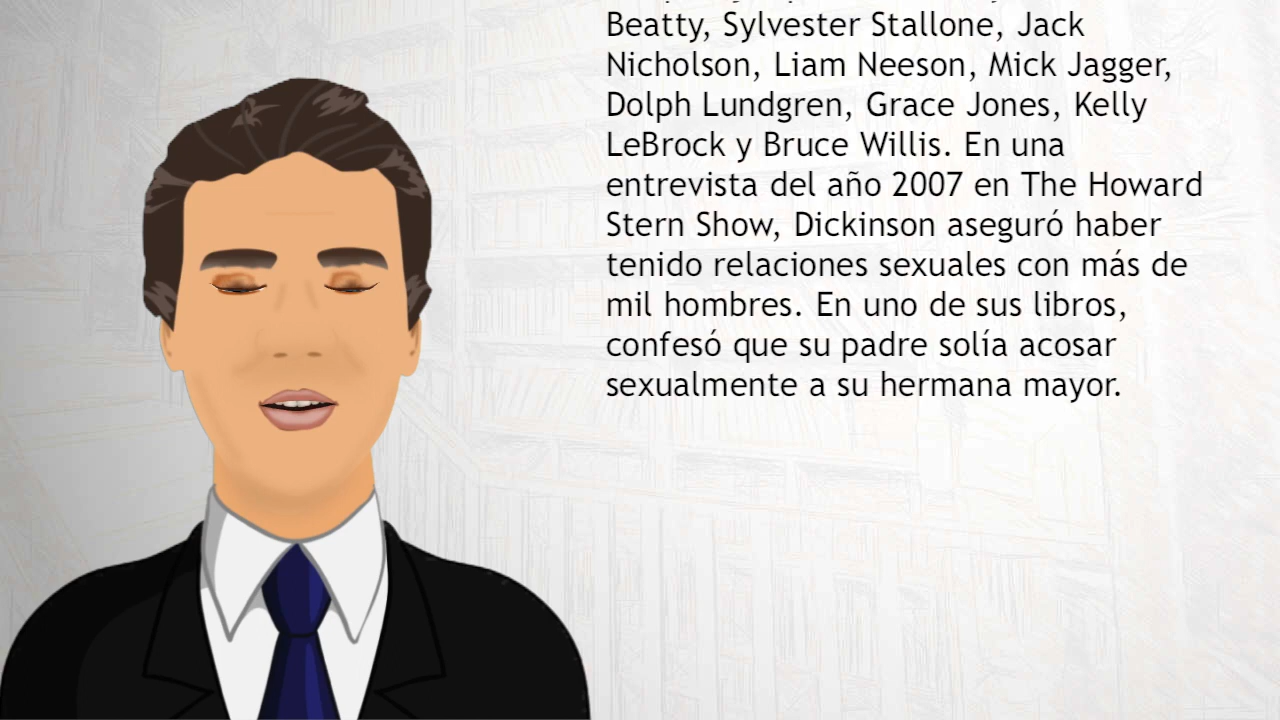 Beatty, Sylvester Stallone, Jack
Nicholson, Liam Neeson, Mick Jagger,
Dolph Lundgren, Grace Jones, Kelly
LeBrock y Bruce Willis. En una
entrevista del año 2007 en The Howard
Stern Show, Dickinson aseguró haber
tenido relaciones sexuales con más de
mil hombres. En uno de sus libros,
confesó que su padre solía acosar
sexualmente a su hermana mayor.